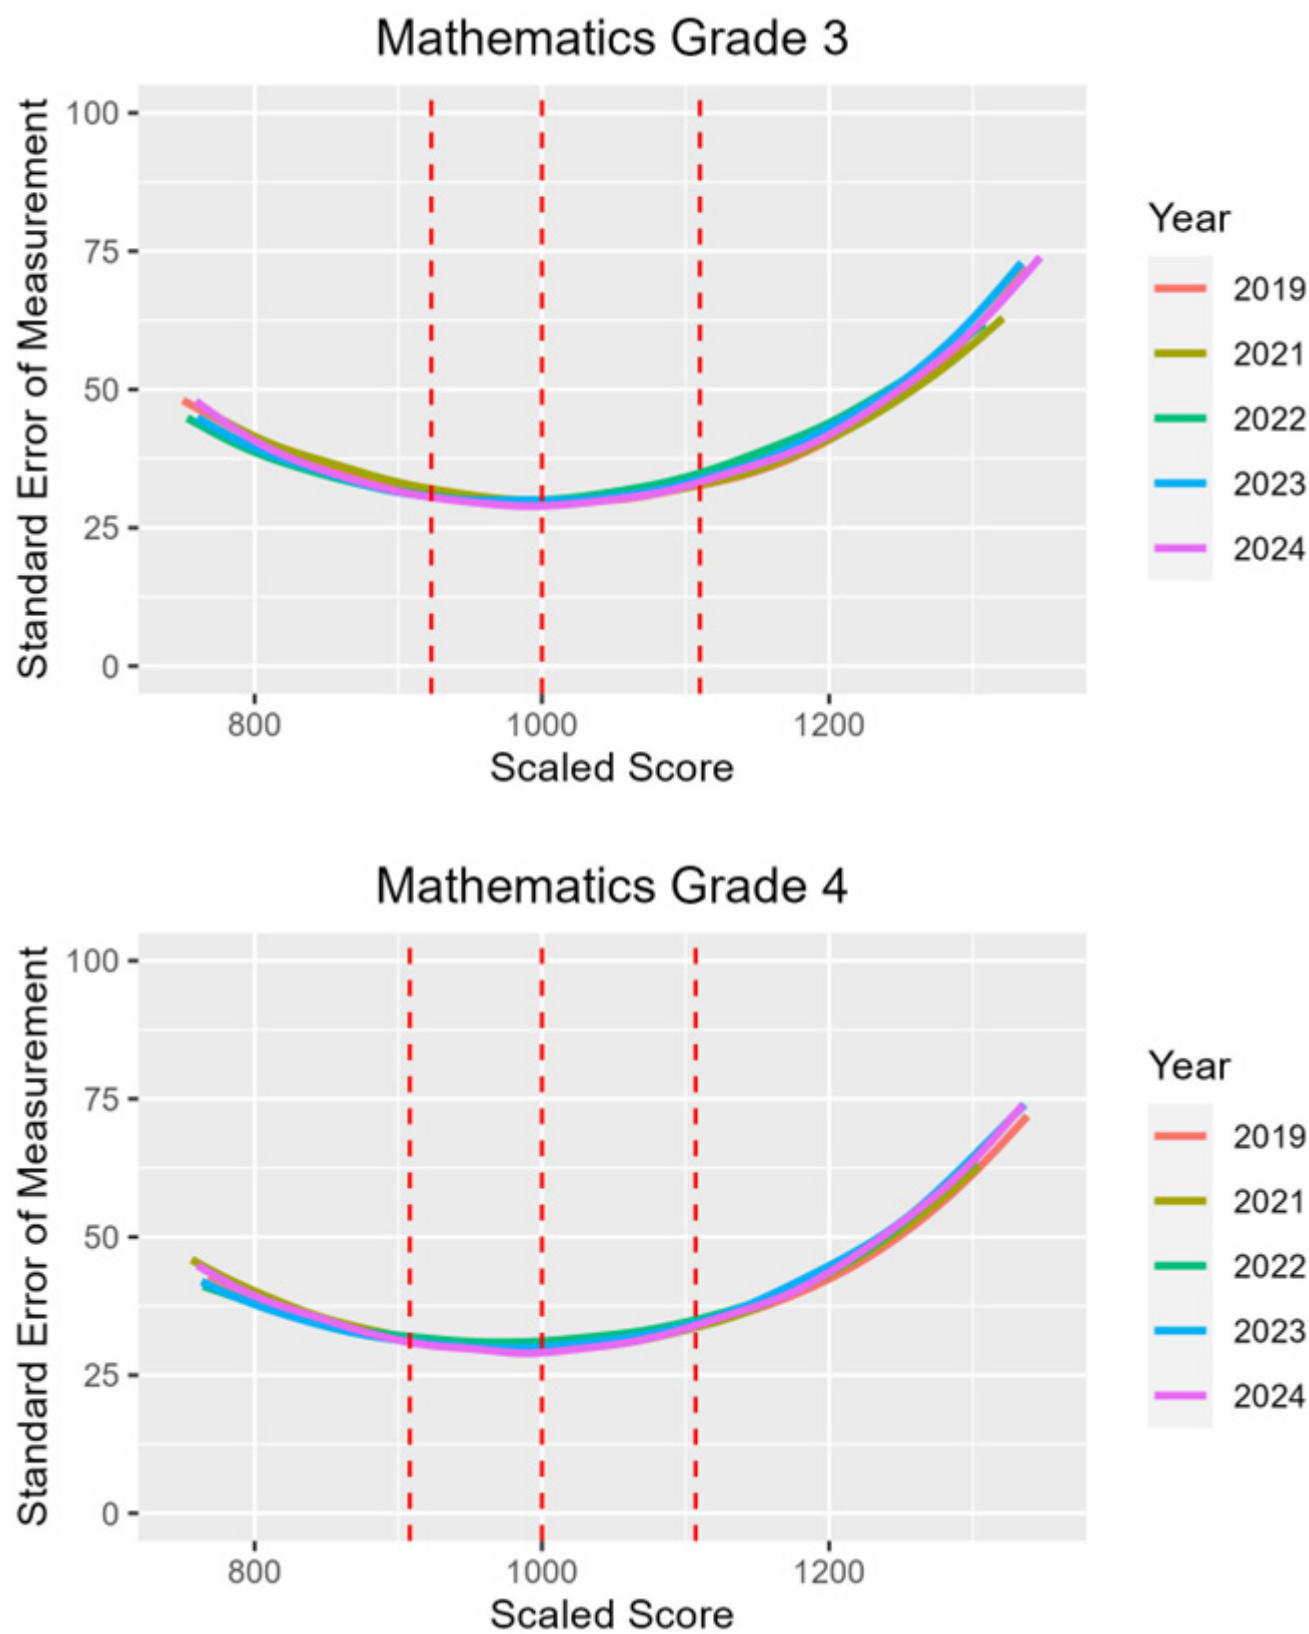 Mathematics Grade 3
Standard Error of Measurement
100
75
50
25
0
800 1000 1200
Scaled Score
Year
2019
2021
2022
2023
2024
Mathematics Grade 4
Standard Error of Measurement
100
75
50
25
0
800 1000 1200
Scaled Score
Year
2019
2021
2022
2023
2024